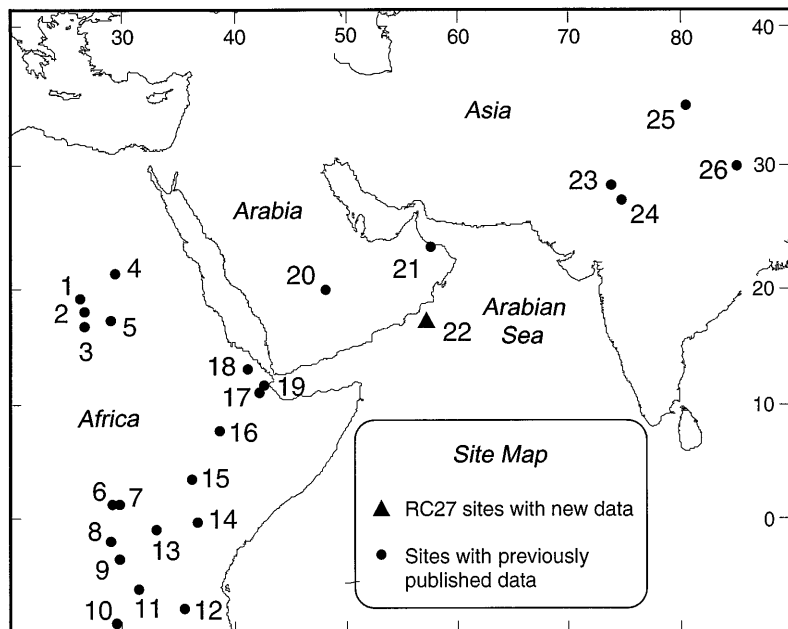 30 40 50 60 70 80 40
Asia
25
30
23
26
24
Arabia
4
21
20
1
20
2
5
Arabian
Sea
22
3
18
19
17
10
Africa
16
Site Map
15
6 7
RC27 sites with new data
14
0
8
13
Sites with previously
published data
9
11
12
10